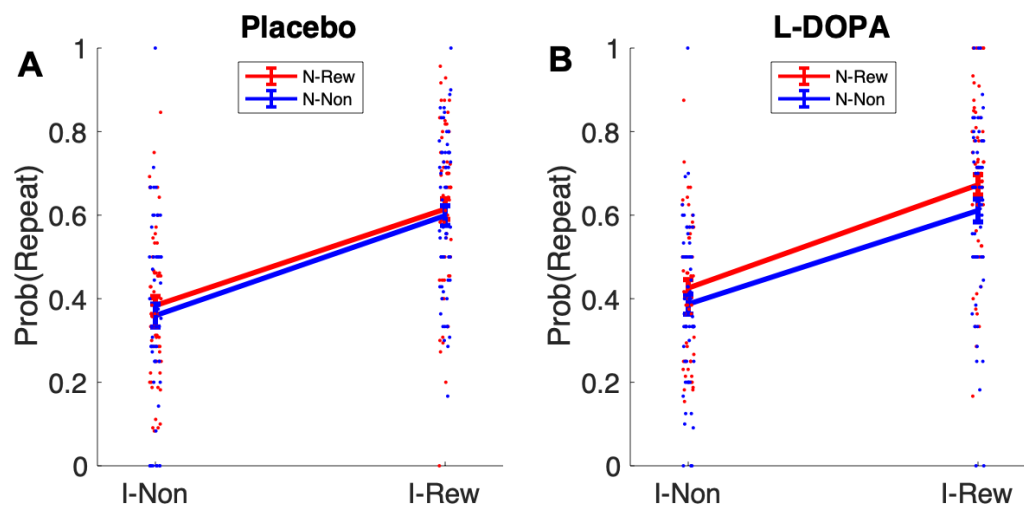 Placebo
A
N-Rew
N-Non
Prob(Repeat)
1
0.8
0.6
0.4
0.2
0
I-Non
I-Rew
L-DOPA
B
N-Rew
N-Non
Prob(Repeat)
1
0.8
0.6
0.4
0.2
0
I-Non
I-Rew